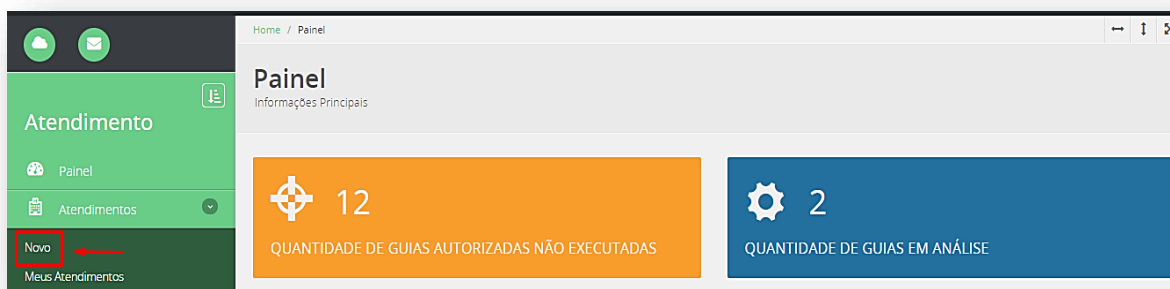 Home / Painel
Painel
Informações Principais
Atendimento
Painel
Atendimentos
Novo
Meus Atendimentos
12
QUANTIDADE DE GUIAS AUTORIZADAS NÃO EXECUTADAS
2
QUANTIDADE DE GUIAS EM ANÁLISE